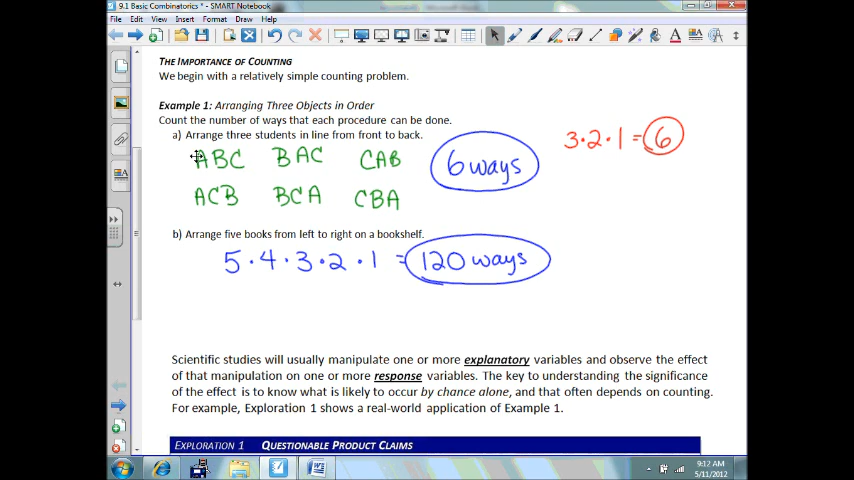 9.1 Basic Combinatorics * - SMART Notebook
File Edit View Insert Format Draw Help
THE IMPORTANCE OF COUNTING
We begin with a relatively simple counting problem.
Example 1: Arranging Three Objects in Order
Count the number of ways that each procedure can be done.
a) Arrange three students in line from front to back.
3·2·1 = 6
ABC BAC CAB 6 ways
ACB BCA CBA
b) Arrange five books from left to right on a bookshelf.
5·4·3·2·1 = 120 ways
Scientific studies will usually manipulate one or more explanatory variables and observe the effect
of that manipulation on one or more response variables. The key to understanding the significance
of the effect is to know what is likely to occur by chance alone, and that often depends on counting.
For example, Exploration 1 shows a real-world application of Example 1.
EXPLORATION 1 QUESTIONABLE PRODUCT CLAIMS
9:12 AM
5/11/2012